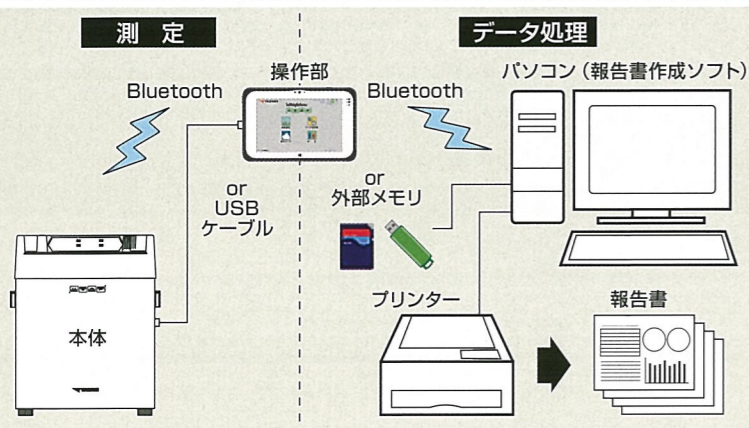 測 定
データ処理
操作部
パソコン（報告書作成ソフト）
Bluetooth
Bluetooth
or
USB
ケーブル
or
外部メモリ
本体
プリンター
報告書